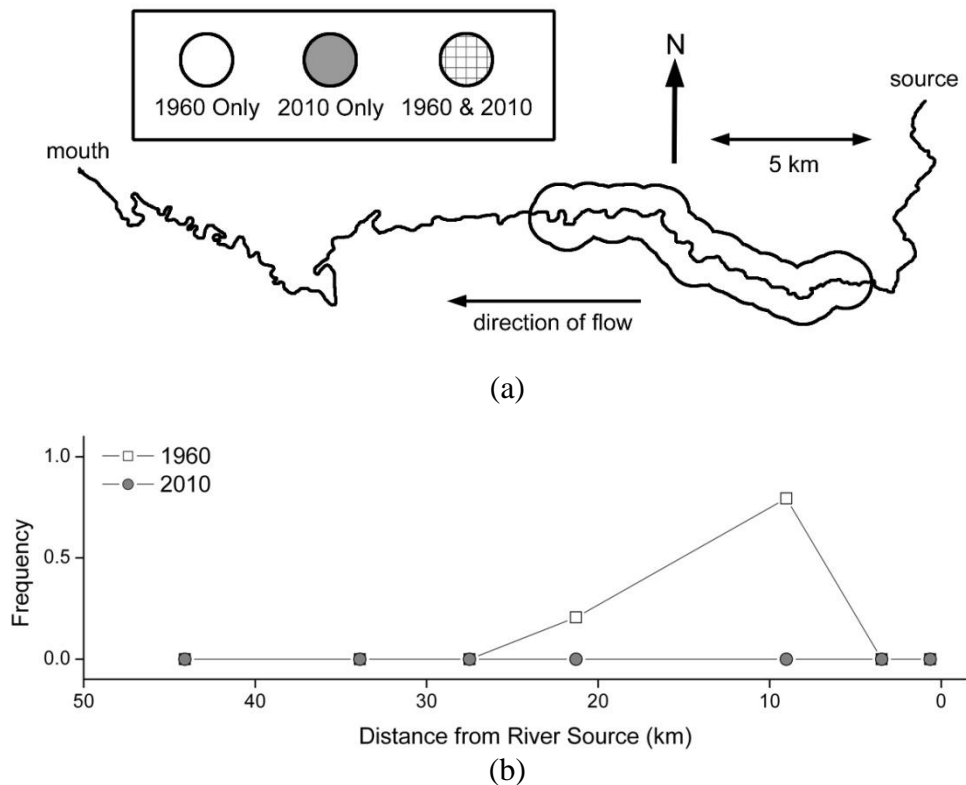 1960 Only 2010 Only 1960 & 2010
N
source
mouth
5 km
direction of flow
(a)
1960
2010
1.0
0.5
0.0
Frequency
50 40 30 20 10 0
Distance from River Source (km)
(b)